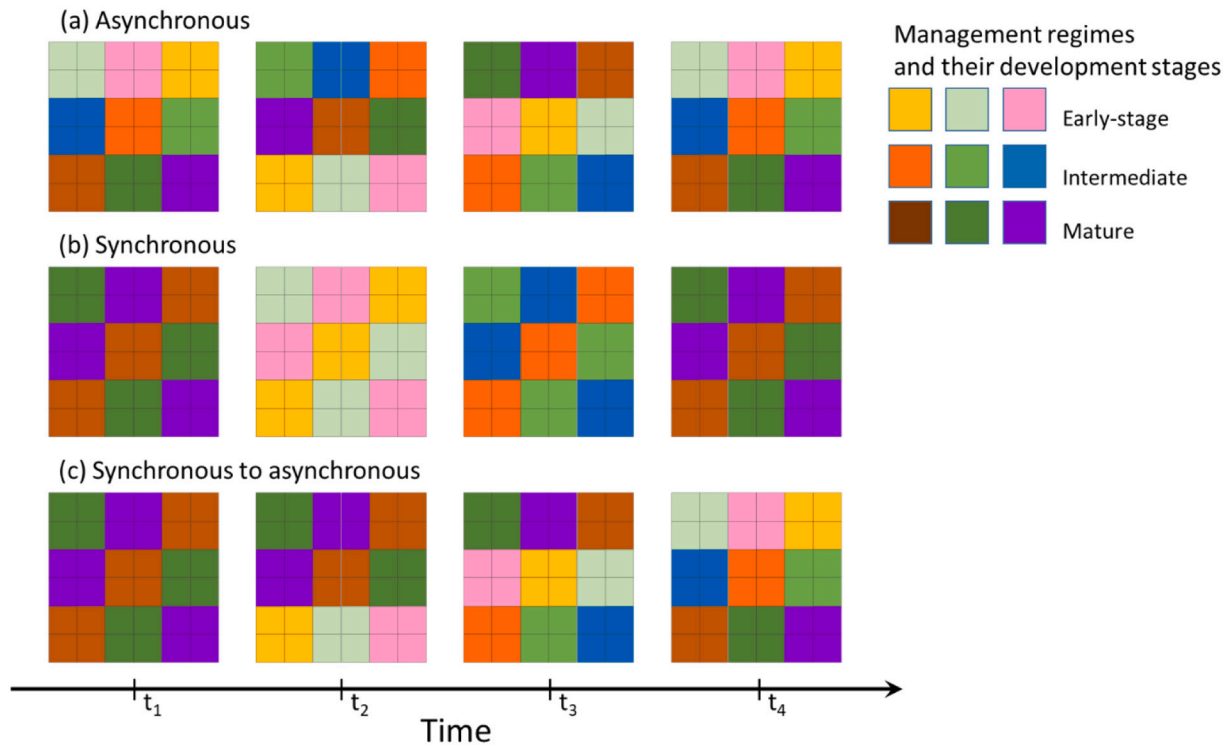 (a) Asynchronous
Management regimes
and their development stages
Early-stage
Intermediate
Mature
(b) Synchronous
(c) Synchronous to asynchronous
t1
t2
t3
t4
Time